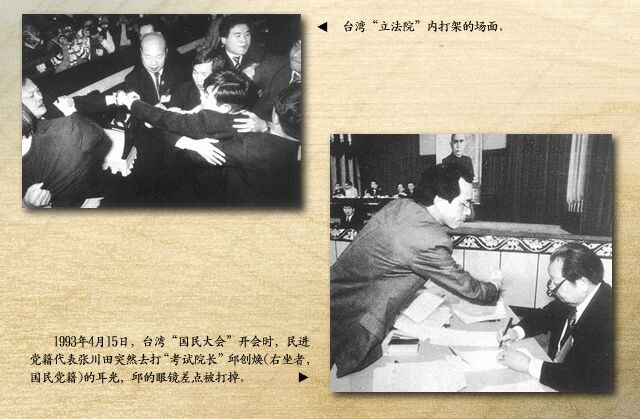 台湾“立法院”内打架的场面。
1993年4月15日，台湾“国民大会”开会时，民进
党籍代表张川田突然去打“考试院长”邱创焕(右坐者，
国民党籍)的耳光，邱的眼镜差点被打掉。